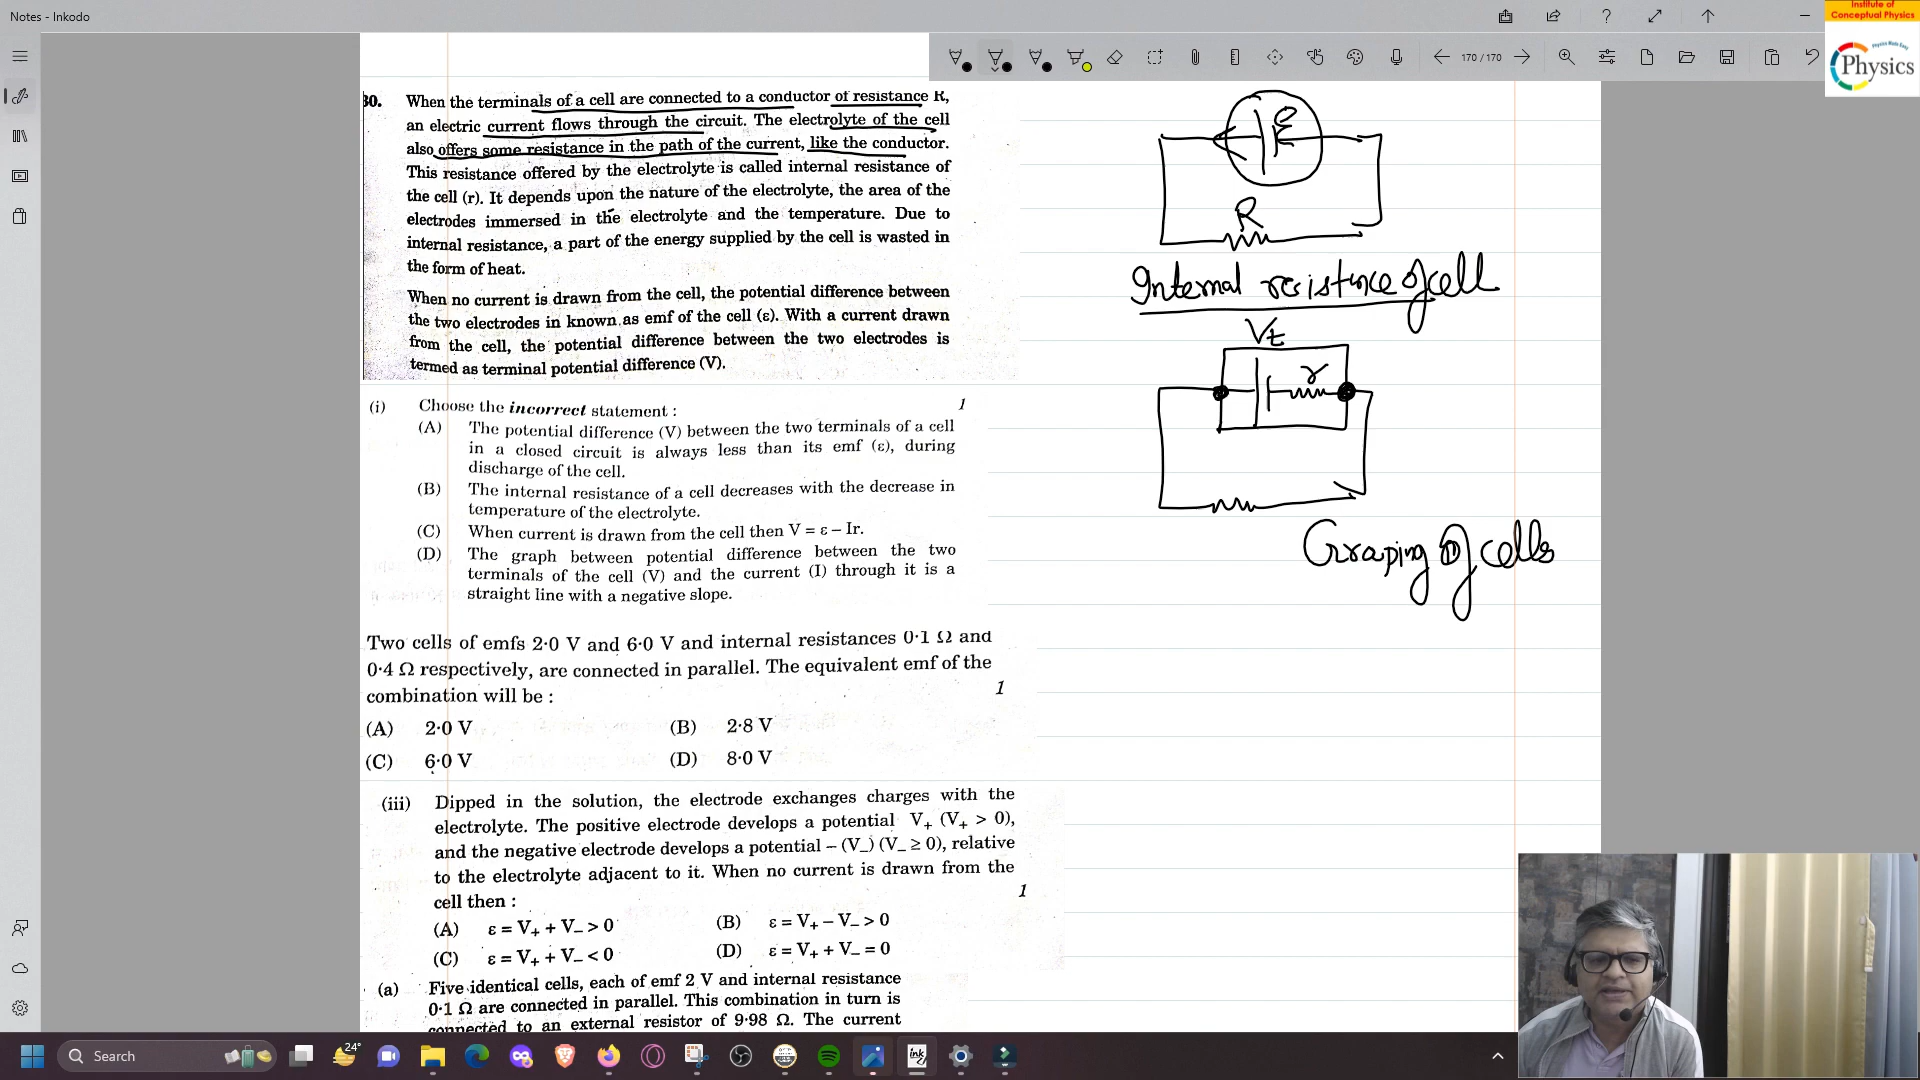 Notes - Inkodo
Institute of
Conceptual Physics
Physics Made Easy
Physics
170 / 170
30. When the terminals of a cell are connected to a conductor of resistance R,
an electric current flows through the circuit. The electrolyte of the cell
also offers some resistance in the path of the current, like the conductor.
This resistance offered by the electrolyte is called internal resistance of
the cell (r). It depends upon the nature of the electrolyte, the area of the
electrodes immersed in the electrolyte and the temperature. Due to
internal resistance, a part of the energy supplied by the cell is wasted in
the form of heat.
When no current is drawn from the cell, the potential difference between
the two electrodes in known as emf of the cell (ε). With a current drawn
from the cell, the potential difference between the two electrodes is
termed as terminal potential difference (V).
(i) Choose the incorrect statement : 1
(A) The potential difference (V) between the two terminals of a cell
in a closed circuit is always less than its emf (ε), during
discharge of the cell.
(B) The internal resistance of a cell decreases with the decrease in
temperature of the electrolyte.
(C) When current is drawn from the cell then V = ε – Ir.
(D) The graph between potential difference between the two
terminals of the cell (V) and the current (I) through it is a
straight line with a negative slope.
Two cells of emfs 2·0 V and 6·0 V and internal resistances 0·1 Ω and
0·4 Ω respectively, are connected in parallel. The equivalent emf of the
combination will be : 1
(A) 2·0 V (B) 2·8 V
(C) 6·0 V (D) 8·0 V
(iii) Dipped in the solution, the electrode exchanges charges with the
electrolyte. The positive electrode develops a potential V₊ (V₊ > 0),
and the negative electrode develops a potential – (V₋) (V₋ ≥ 0), relative
to the electrolyte adjacent to it. When no current is drawn from the
cell then : 1
(A) ε = V₊ + V₋ > 0 (B) ε = V₊ – V₋ > 0
(C) ε = V₊ + V₋ < 0 (D) ε = V₊ + V₋ = 0
(a) Five identical cells, each of emf 2 V and internal resistance
0·1 Ω are connected in parallel. This combination in turn is
connected to an external resistor of 9·98 Ω. The current
R
Internal resistence of cell
Vt
r
of cells
Search
24°
ink